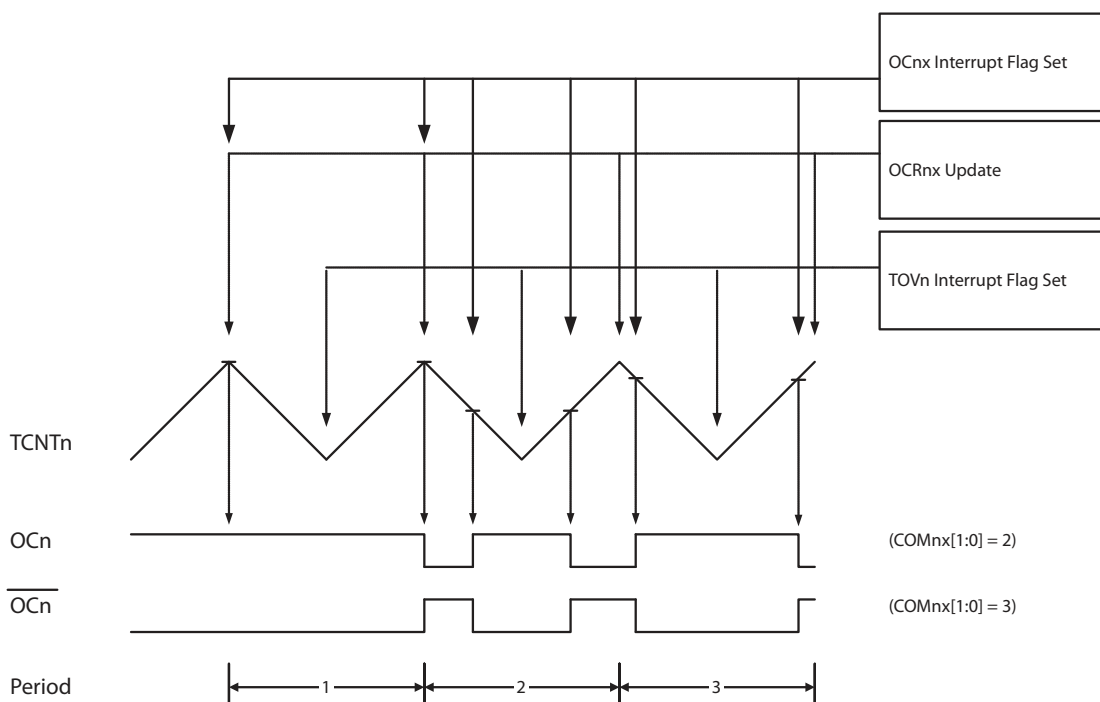 OCnx Interrupt Flag Set
OCRnx Update
TOVn Interrupt Flag Set
TCNTn
OCn
(COMnx[1:0] = 2)
OCn
(COMnx[1:0] = 3)
Period
1
2
3